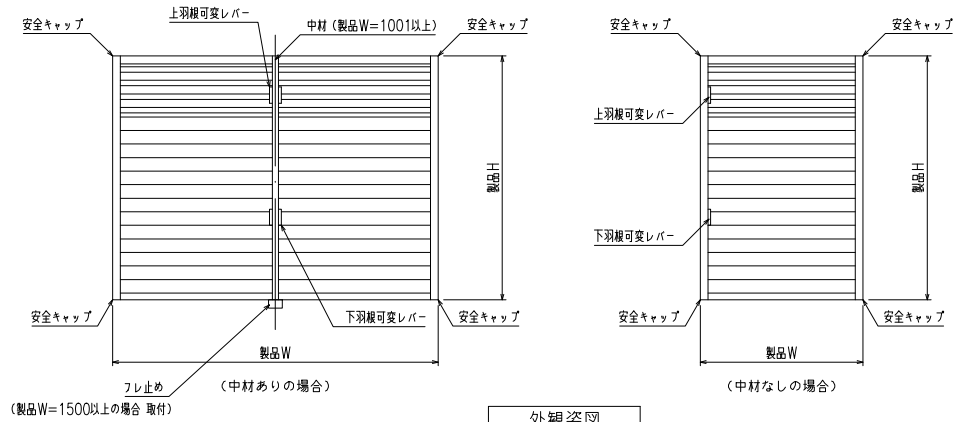 上羽根可変レバー
安全キャップ
中材 (製品W=1001以上)
安全キャップ
製品H
下羽根可変レバー
安全キャップ
安全キャップ
製品W
フレ止め
(製品W=1500以上の場合 取付)
(中材ありの場合)
安全キャップ
安全キャップ
上羽根可変レバー
下羽根可変レバー
製品H
安全キャップ
安全キャップ
製品W
(中材なしの場合)
外観姿図